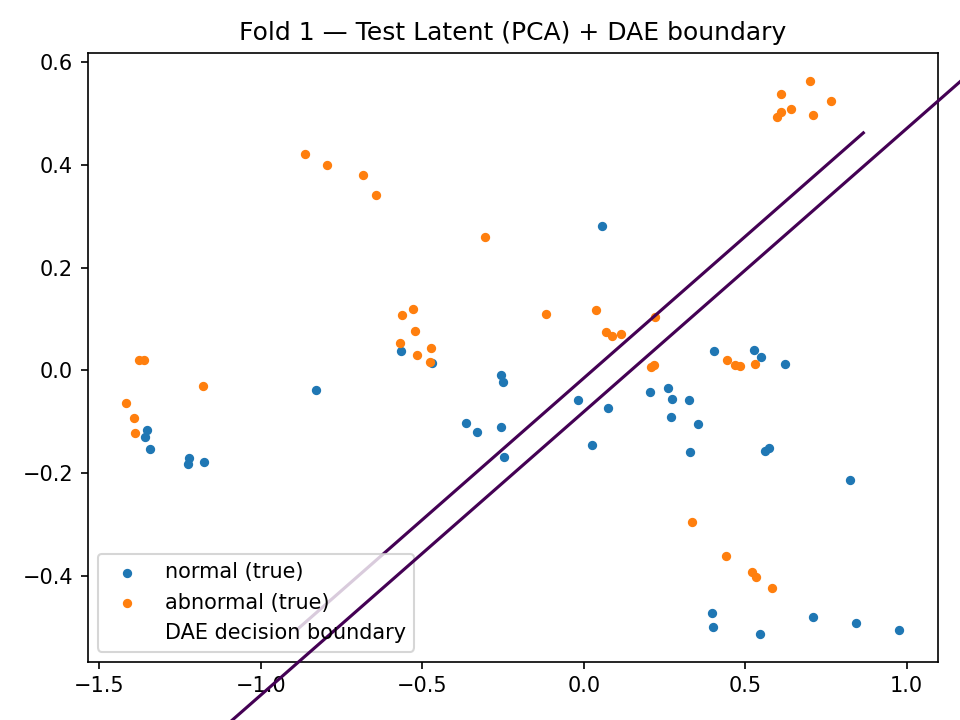 Fold 1 — Test Latent (PCA) + DAE boundary
0.6
0.4
0.2
0.0
−0.2
−0.4
normal (true)
abnormal (true)
DAE decision boundary
−1.5 −1.0 −0.5 0.0 0.5 1.0